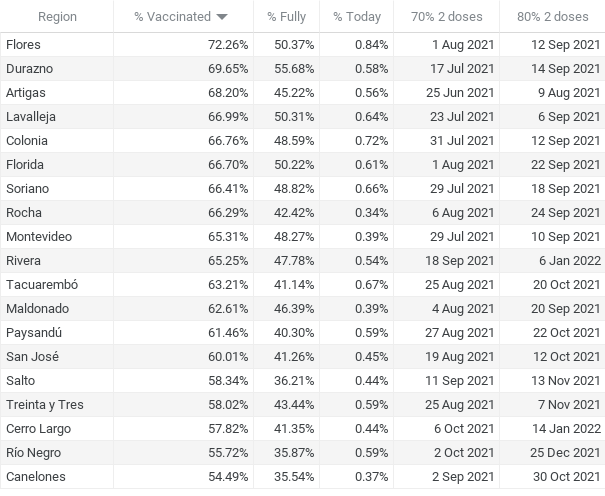 Region % Vaccinated % Fully % Today 70% 2 doses 80% 2 doses
Flores 72.26% 50.37% 0.84% 1 Aug 2021 12 Sep 2021
Durazno 69.65% 55.68% 0.58% 17 Jul 2021 14 Sep 2021
Artigas 68.20% 45.22% 0.56% 25 Jun 2021 9 Aug 2021
Lavalleja 66.99% 50.31% 0.64% 23 Jul 2021 6 Sep 2021
Colonia 66.76% 48.59% 0.72% 31 Jul 2021 12 Sep 2021
Florida 66.70% 50.22% 0.61% 1 Aug 2021 22 Sep 2021
Soriano 66.41% 48.82% 0.66% 29 Jul 2021 18 Sep 2021
Rocha 66.29% 42.42% 0.34% 6 Aug 2021 24 Sep 2021
Montevideo 65.31% 48.27% 0.39% 29 Jul 2021 10 Sep 2021
Rivera 65.25% 47.78% 0.54% 18 Sep 2021 6 Jan 2022
Tacuarembó 63.21% 41.14% 0.67% 25 Aug 2021 20 Oct 2021
Maldonado 62.61% 46.39% 0.39% 4 Aug 2021 20 Sep 2021
Paysandú 61.46% 40.30% 0.59% 27 Aug 2021 22 Oct 2021
San José 60.01% 41.26% 0.45% 19 Aug 2021 12 Oct 2021
Salto 58.34% 36.21% 0.44% 11 Sep 2021 13 Nov 2021
Treinta y Tres 58.02% 43.44% 0.59% 25 Aug 2021 7 Nov 2021
Cerro Largo 57.82% 41.35% 0.44% 6 Oct 2021 14 Jan 2022
Río Negro 55.72% 35.87% 0.59% 2 Oct 2021 25 Dec 2021
Canelones 54.49% 35.54% 0.37% 2 Sep 2021 30 Oct 2021